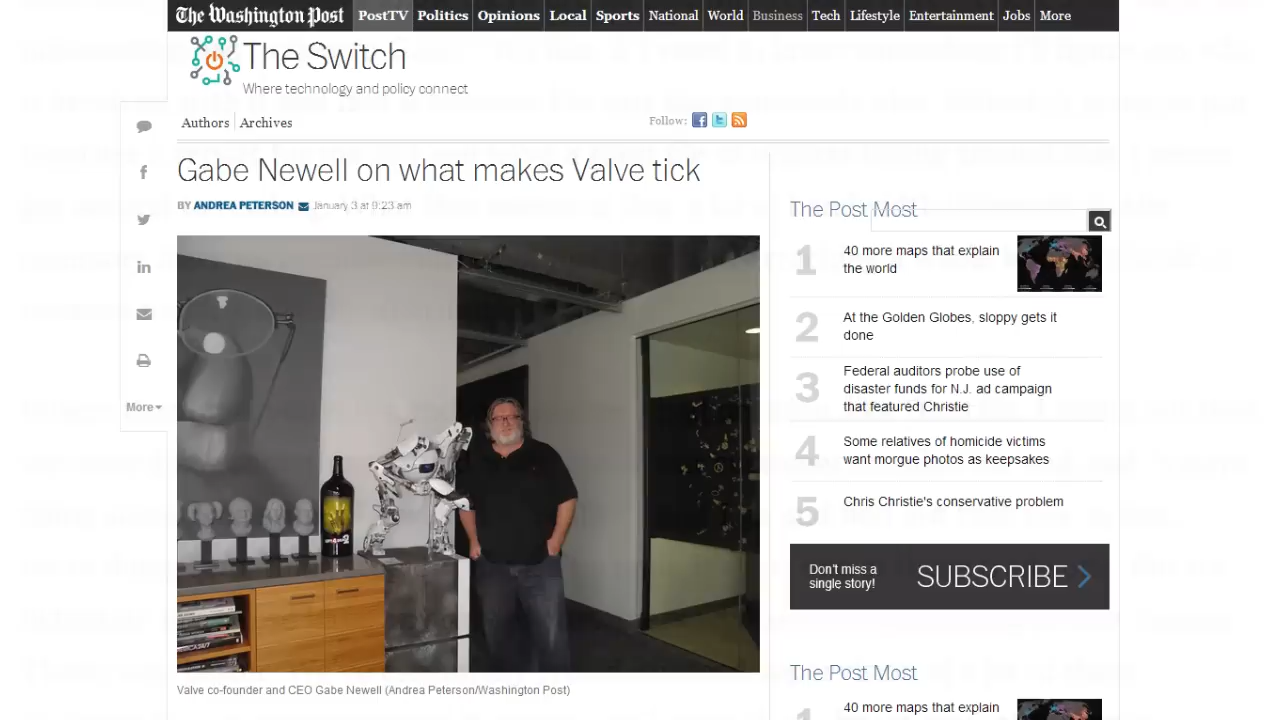 The Washington Post PostTV Politics Opinions Local Sports National World Business Tech Lifestyle Entertainment Jobs More
The Switch
Where technology and policy connect
Authors Archives
Follow:
Gabe Newell on what makes Valve tick
BY ANDREA PETERSON January 3 at 9:23 am
More
Valve co-founder and CEO Gabe Newell (Andrea Peterson/Washington Post)
The Post Most
1 40 more maps that explain
the world
2 At the Golden Globes, sloppy gets it
done
3 Federal auditors probe use of
disaster funds for N.J. ad campaign
that featured Christie
4 Some relatives of homicide victims
want morgue photos as keepsakes
5 Chris Christie's conservative problem
Don't miss a
single story!
SUBSCRIBE
The Post Most
1 40 more maps that explain